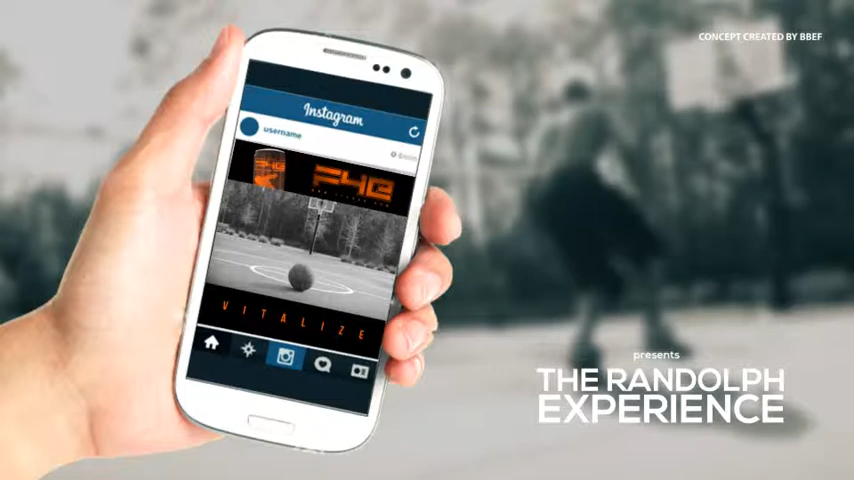 CONCEPT CREATED BY BBEF
Instagram
username
F4E
VITALIZE
presents
THE RANDOLPH
EXPERIENCE